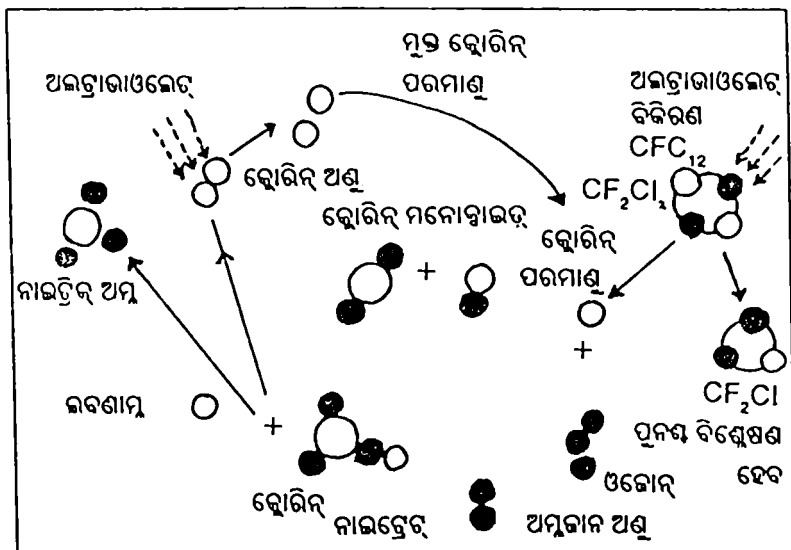 ମୁକ୍ତ କ୍ଲୋରିନ୍
ପରମାଣୁ
ଅଲଟ୍ରାଭାଓଲେଟ୍
ଅଲଟ୍ରାଭାଓଲେଟ୍
ବିକିରଣ
CFC₁₂
CF₂Cl₂
କ୍ଲୋରିନ୍ ଅଣୁ
କ୍ଲୋରିନ୍ ମନୋକ୍ସାଇଡ଼୍
କ୍ଲୋରିନ୍
ପରମାଣୁ
+
ନାଇଟ୍ରିକ୍ ଅମ୍ଳ
+
CF₂Cl
ପୁନଶ୍ଚ ବିଶ୍ଳେଷଣ
ହେବ
ଲବଣାମ୍ଳ
+
କ୍ଲୋରିନ୍
ନାଇଟ୍ରେଟ୍
ଓଜୋନ୍
ଅମ୍ଳଜାନ ଅଣୁ